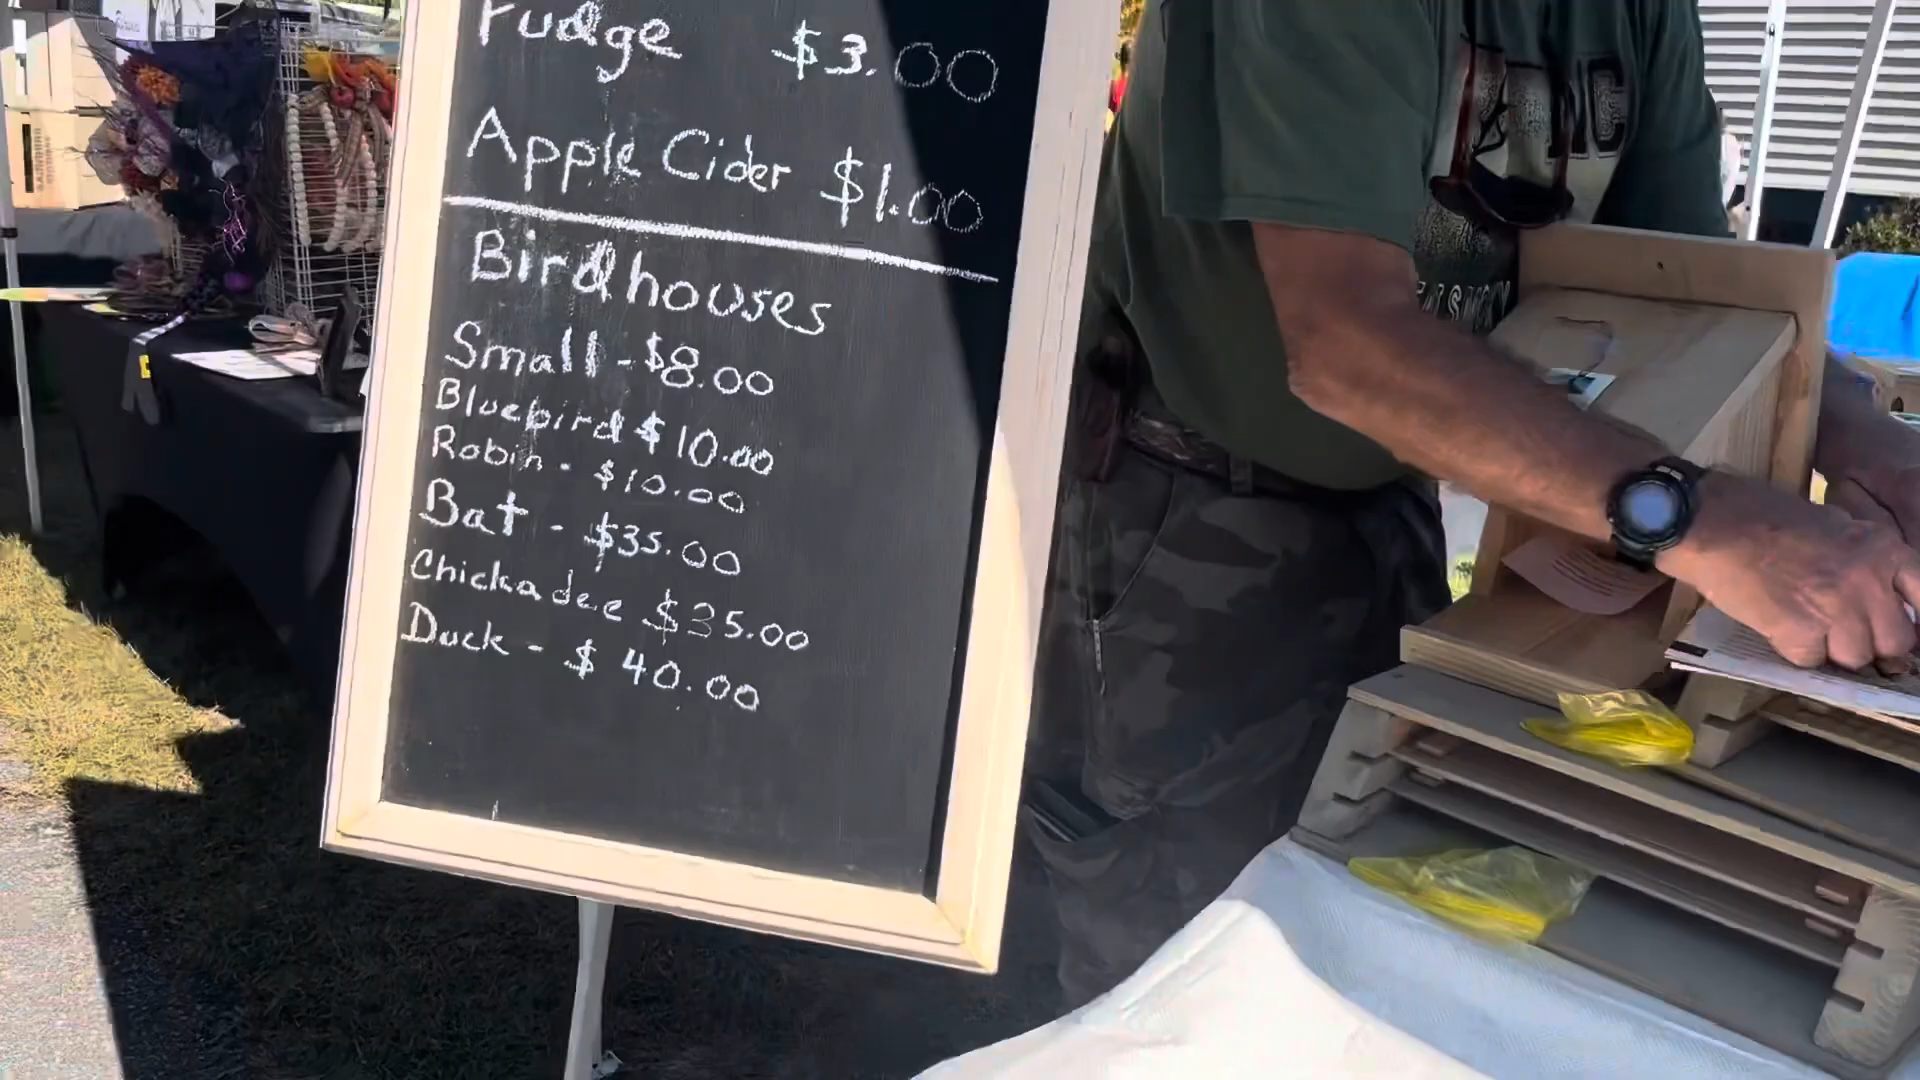 Fudge $3.00
Apple Cider $1.00
Birdhouses
Small - $8.00
Bluebird $10.00
Robin - $10.00
Bat - $35.00
Chickadee $35.00
Duck - $40.00